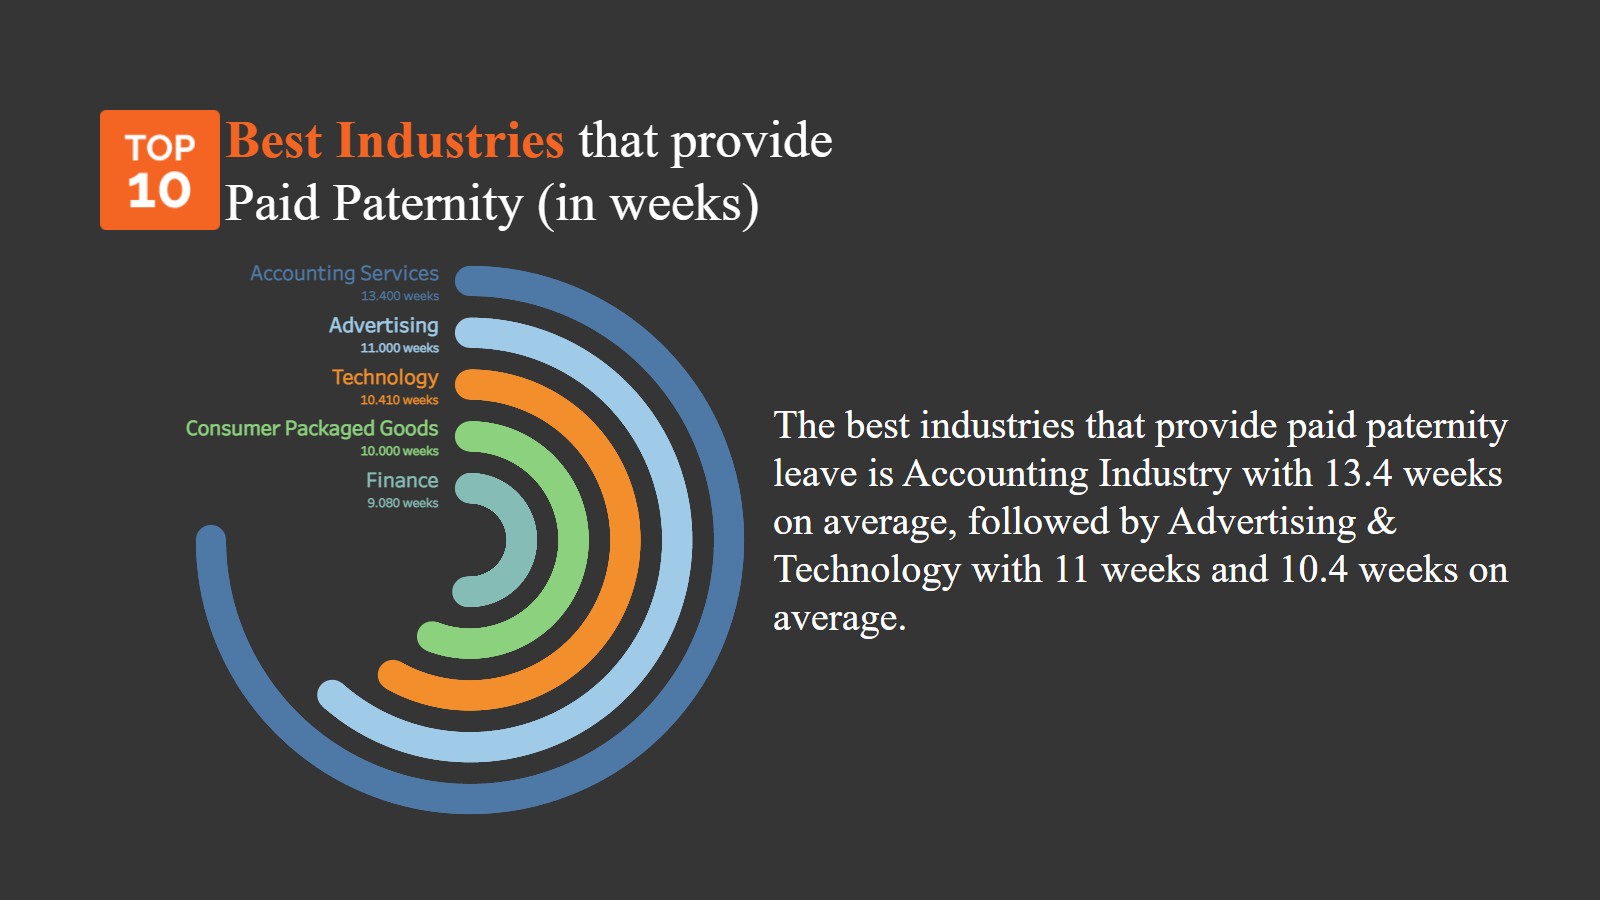 TOP
10
Best Industries that provide
Paid Paternity (in weeks)
Accounting Services
13.400 weeks
Advertising
11.000 weeks
Technology
10.410 weeks
Consumer Packaged Goods
10.000 weeks
Finance
9.080 weeks
The best industries that provide paid paternity
leave is Accounting Industry with 13.4 weeks
on average, followed by Advertising &
Technology with 11 weeks and 10.4 weeks on
average.